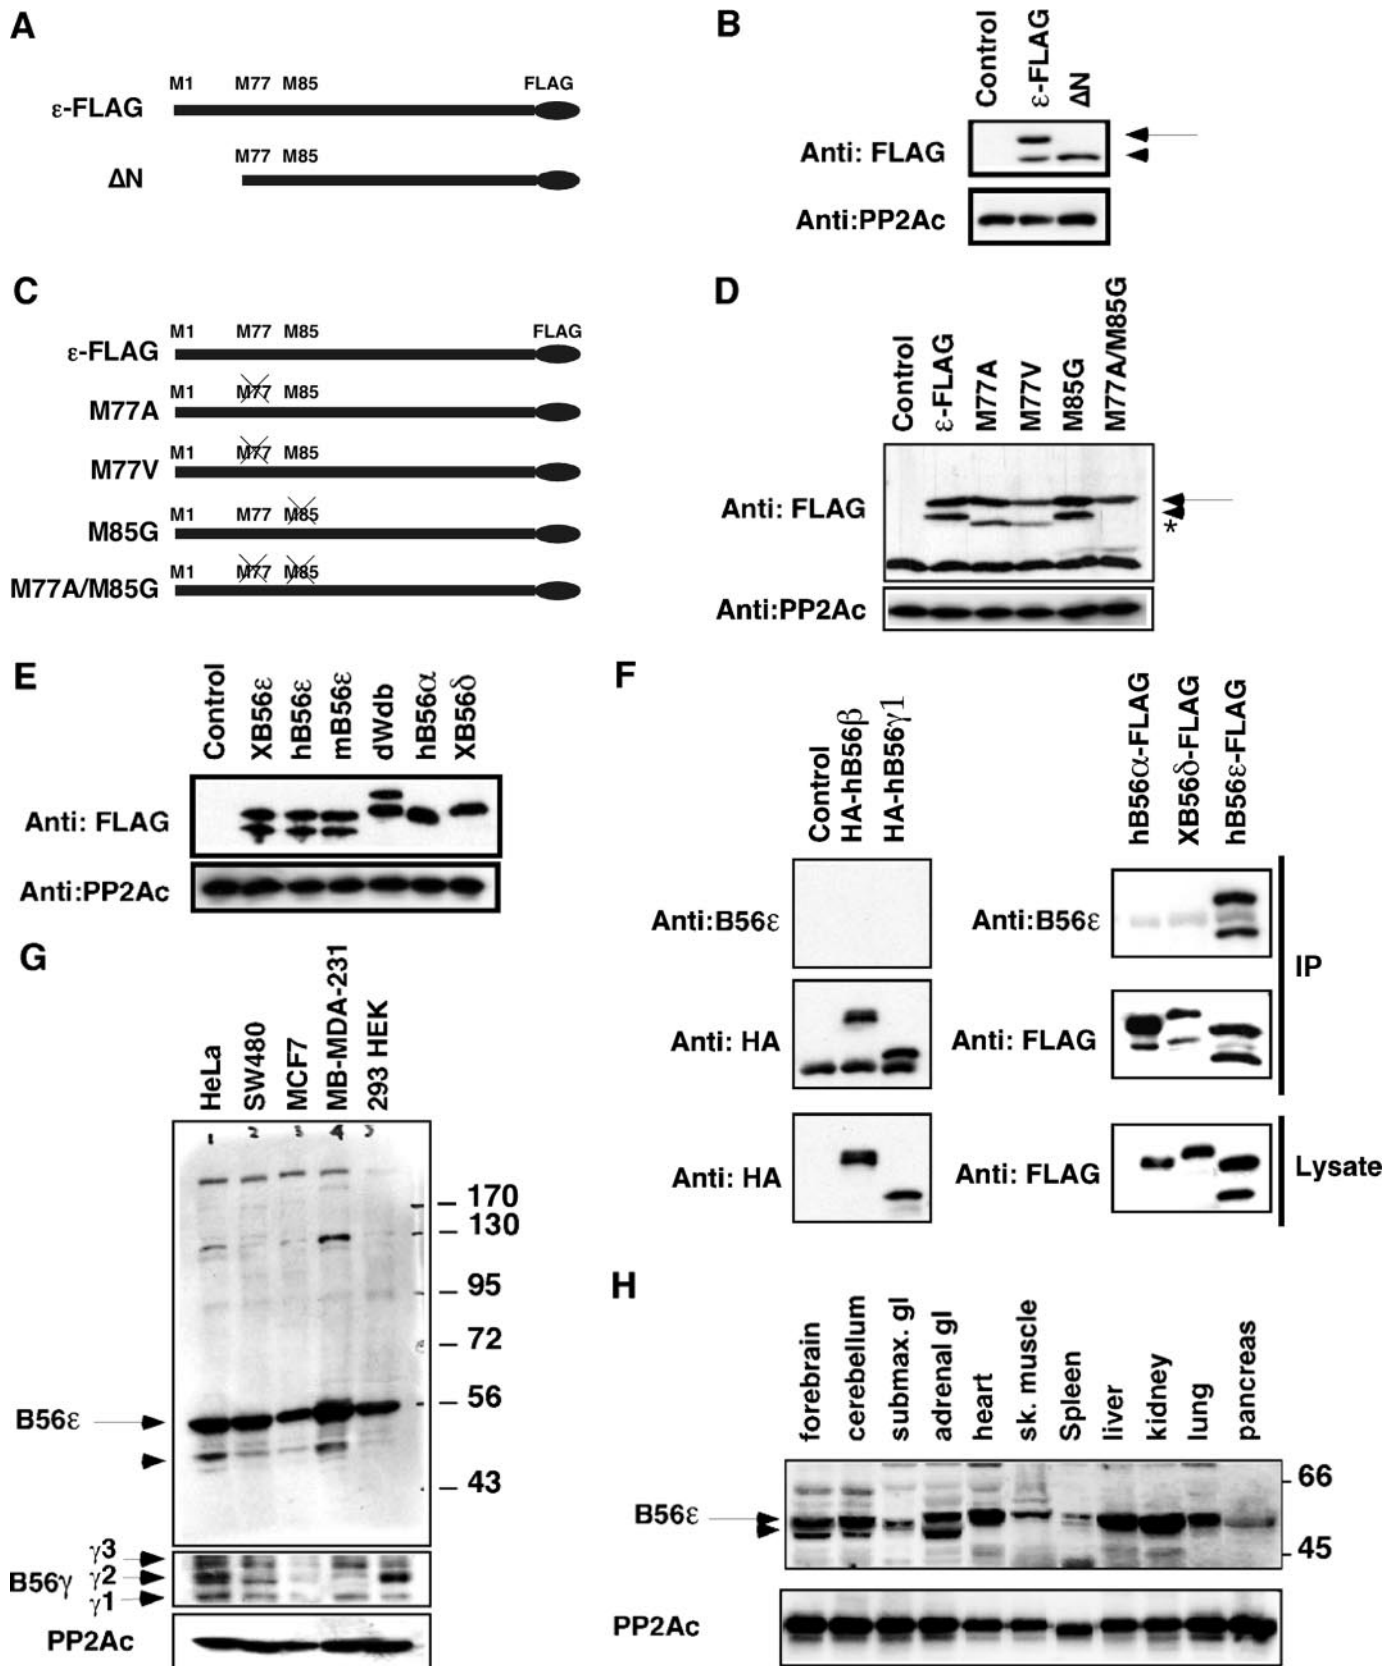 A
M1 M77 M85 FLAG
ε-FLAG
M77 M85
ΔN
B
Control
ε-FLAG
ΔN
Anti: FLAG
Anti:PP2Ac
C
M1 M77 M85 FLAG
ε-FLAG
M1 M77 M85
M77A
M1 M77 M85
M77V
M1 M77 M85
M85G
M1 M77 M85
M77A/M85G
D
Control
ε-FLAG
M77A
M77V
M85G
M77A/M85G
Anti: FLAG
*
Anti:PP2Ac
E
Control
XB56ε
hB56ε
mB56ε
dWdb
hB56α
XB56δ
Anti: FLAG
Anti:PP2Ac
F
Control
HA-hB56β
HA-hB56γ1
hB56α-FLAG
XB56δ-FLAG
hB56ε-FLAG
Anti:B56ε
Anti:B56ε
IP
Anti: HA
Anti: FLAG
Anti: HA
Anti: FLAG
Lysate
G
HeLa
SW480
MCF7
MB-MDA-231
293 HEK
1 2 3 4 5
170
130
95
72
56
B56ε
43
γ3
B56γ γ2
γ1
PP2Ac
H
forebrain
cerebellum
submax. gl
adrenal gl
heart
sk. muscle
Spleen
liver
kidney
lung
pancreas
66
B56ε
45
PP2Ac